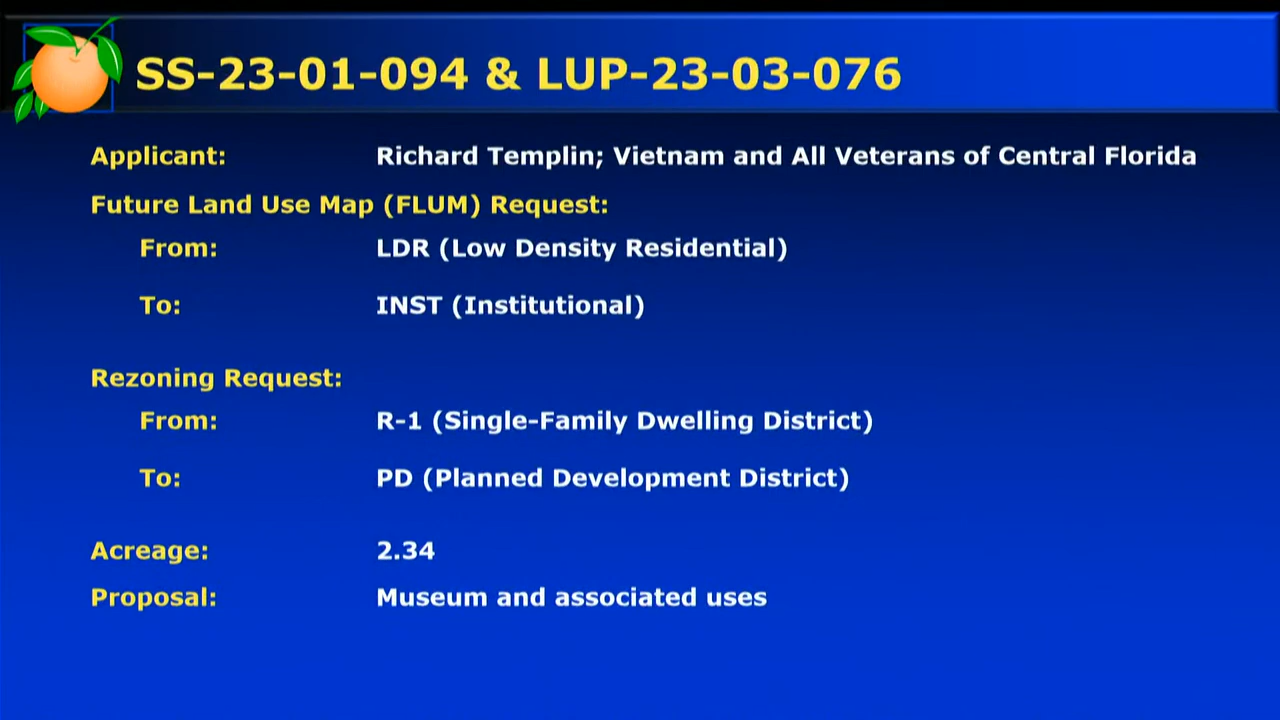 SS-23-01-094 & LUP-23-03-076
Applicant: Richard Templin; Vietnam and All Veterans of Central Florida
Future Land Use Map (FLUM) Request:
From: LDR (Low Density Residential)
To: INST (Institutional)
Rezoning Request:
From: R-1 (Single-Family Dwelling District)
To: PD (Planned Development District)
Acreage: 2.34
Proposal: Museum and associated uses